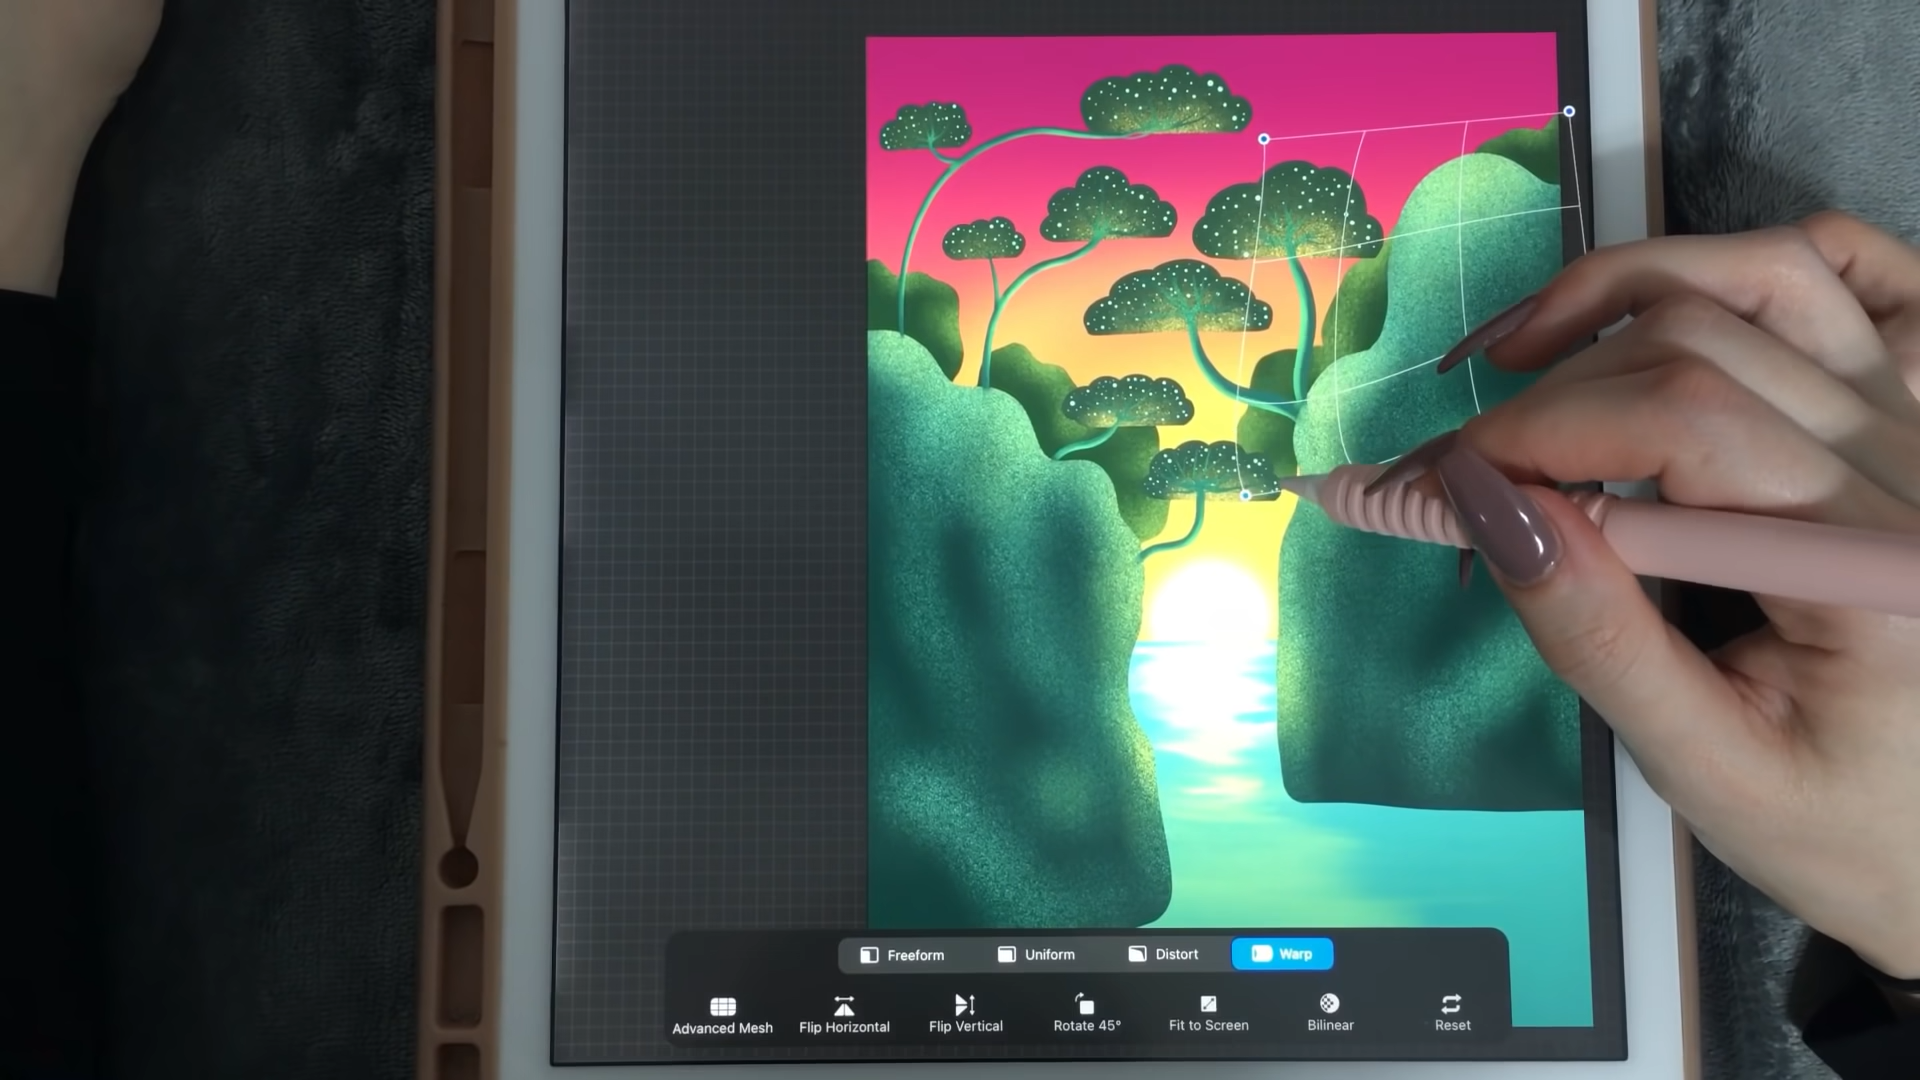 Freeform Uniform Distort Warp
Advanced Mesh Flip Horizontal Flip Vertical Rotate 45° Fit to Screen Bilinear Reset